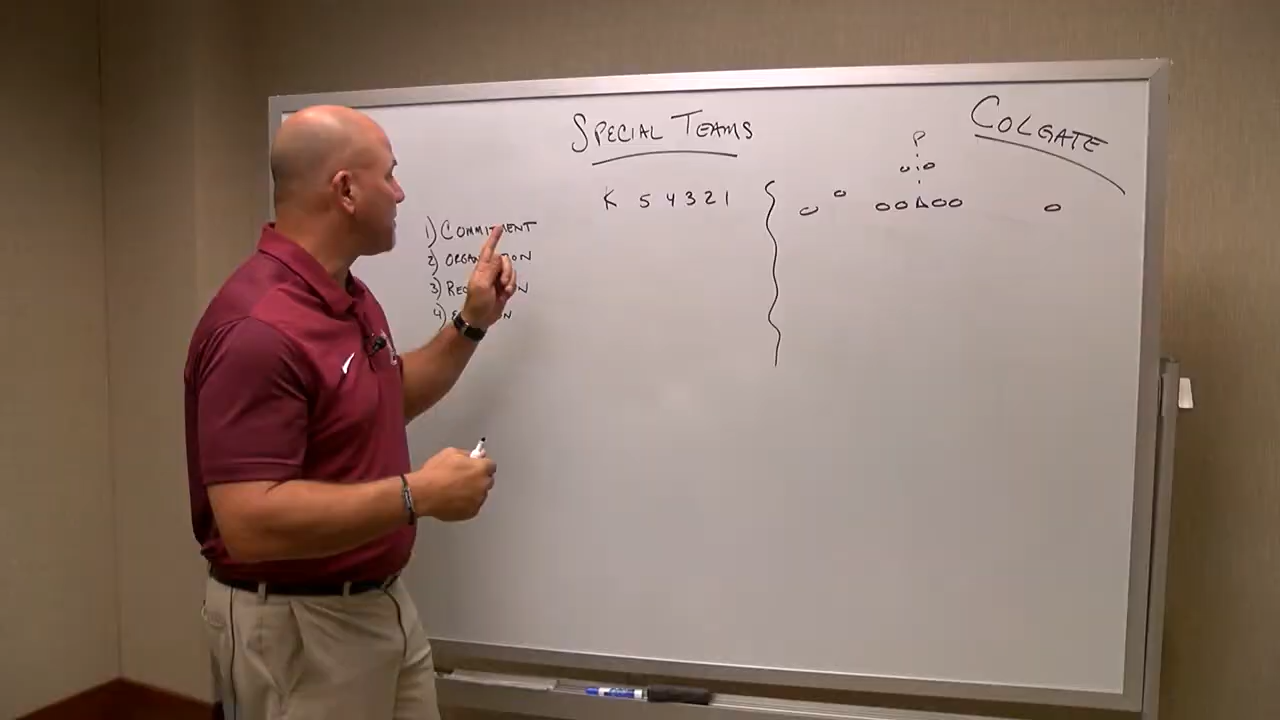 SPECIAL TEAMS
COLGATE
P
K 5 4 3 2 1
1) COMMITMENT
2)
3)
4)